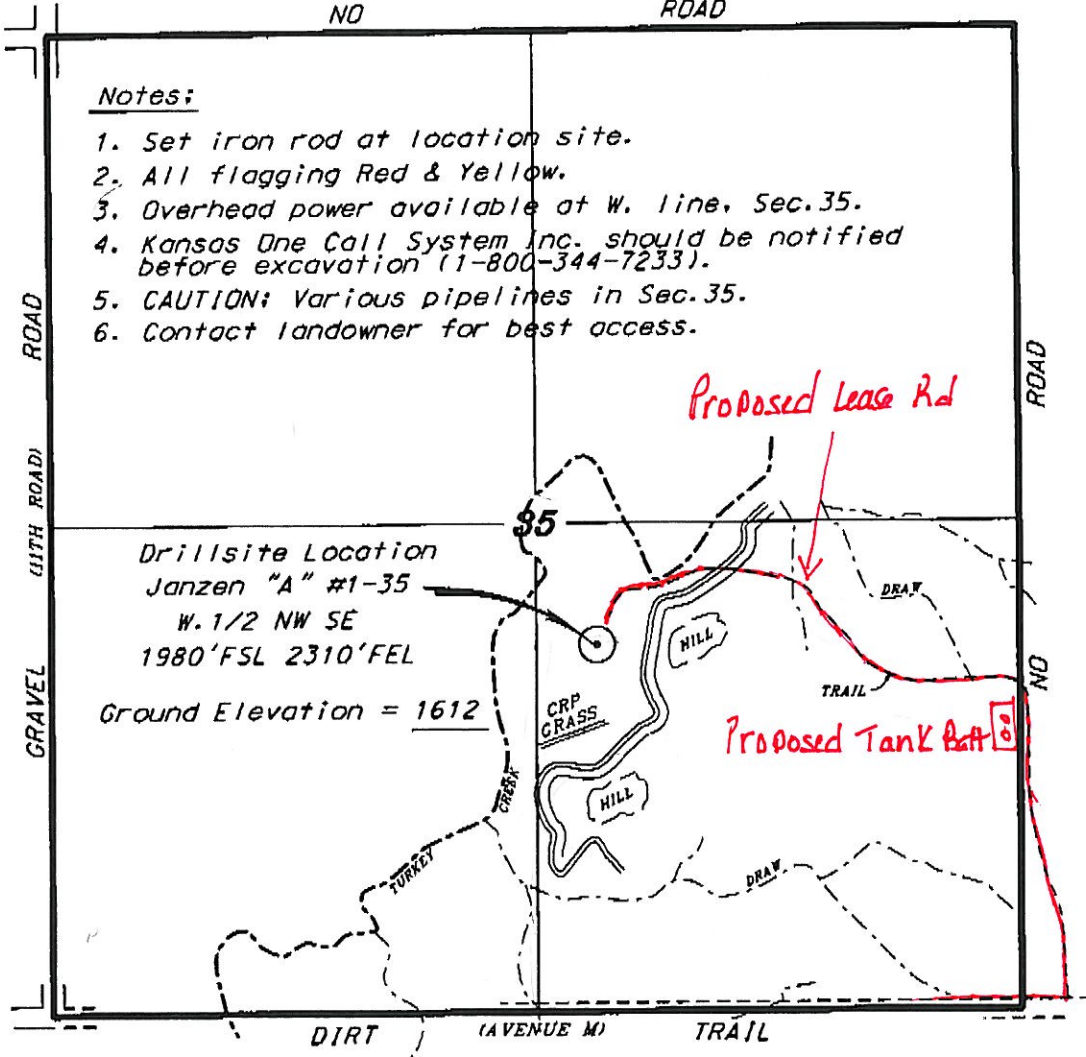 NO ROAD
Notes:
1. Set iron rod at location site.
2. All flagging Red & Yellow.
3. Overhead power available at W. line, Sec.35.
4. Kansas One Call System Inc. should be notified
before excavation (1-800-344-7233).
5. CAUTION: Various pipelines in Sec.35.
6. Contact landowner for best access.
ROAD
(11TH ROAD)
GRAVEL
ROAD
NO
Proposed Lease Rd
35
Drillsite Location
Janzen "A" #1-35
W.1/2 NW SE
1980'FSL 2310'FEL
Ground Elevation = 1612
DRAW
HILL
TRAIL
CRP
GRASS
Proposed Tank Batt
HILL
CREEK
TURKEY
DRAW
DIRT (AVENUE M) TRAIL